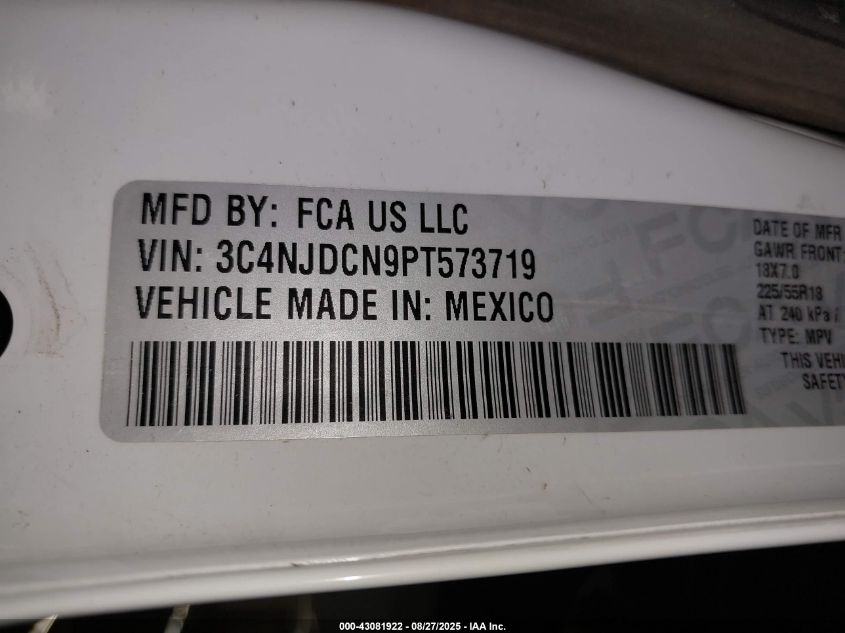 MFD BY: FCA US LLC
VIN: 3C4NJDCN9PT573719
VEHICLE MADE IN: MEXICO
DATE OF MFR
GAWR FRONT:
18X7.0
225/55R18
AT 240 kPa /
TYPE: MPV
THIS VEHI
SAFETY
000-43081922 - 08/27/2025 - IAA Inc.